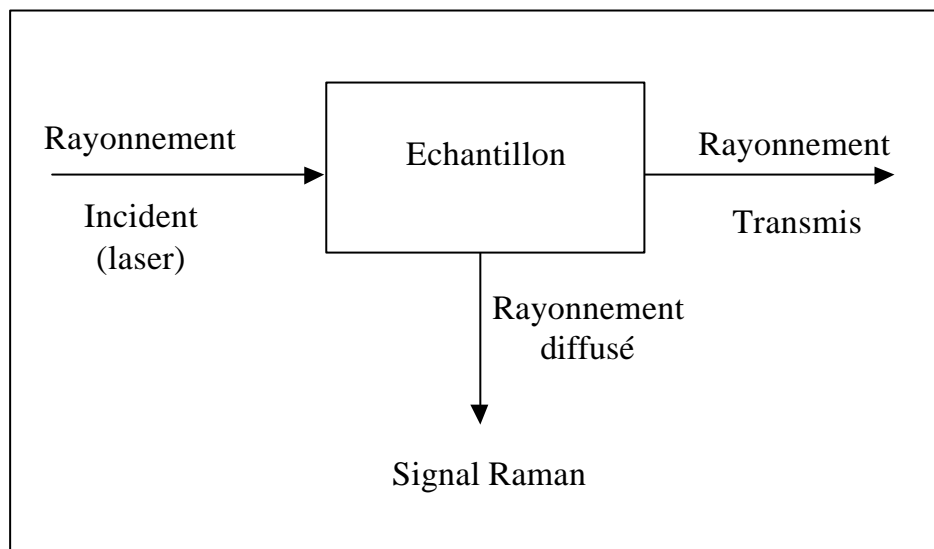 Rayonnement
Incident
(laser)
Echantillon
Rayonnement
Transmis
Rayonnement
diffusé
Signal Raman